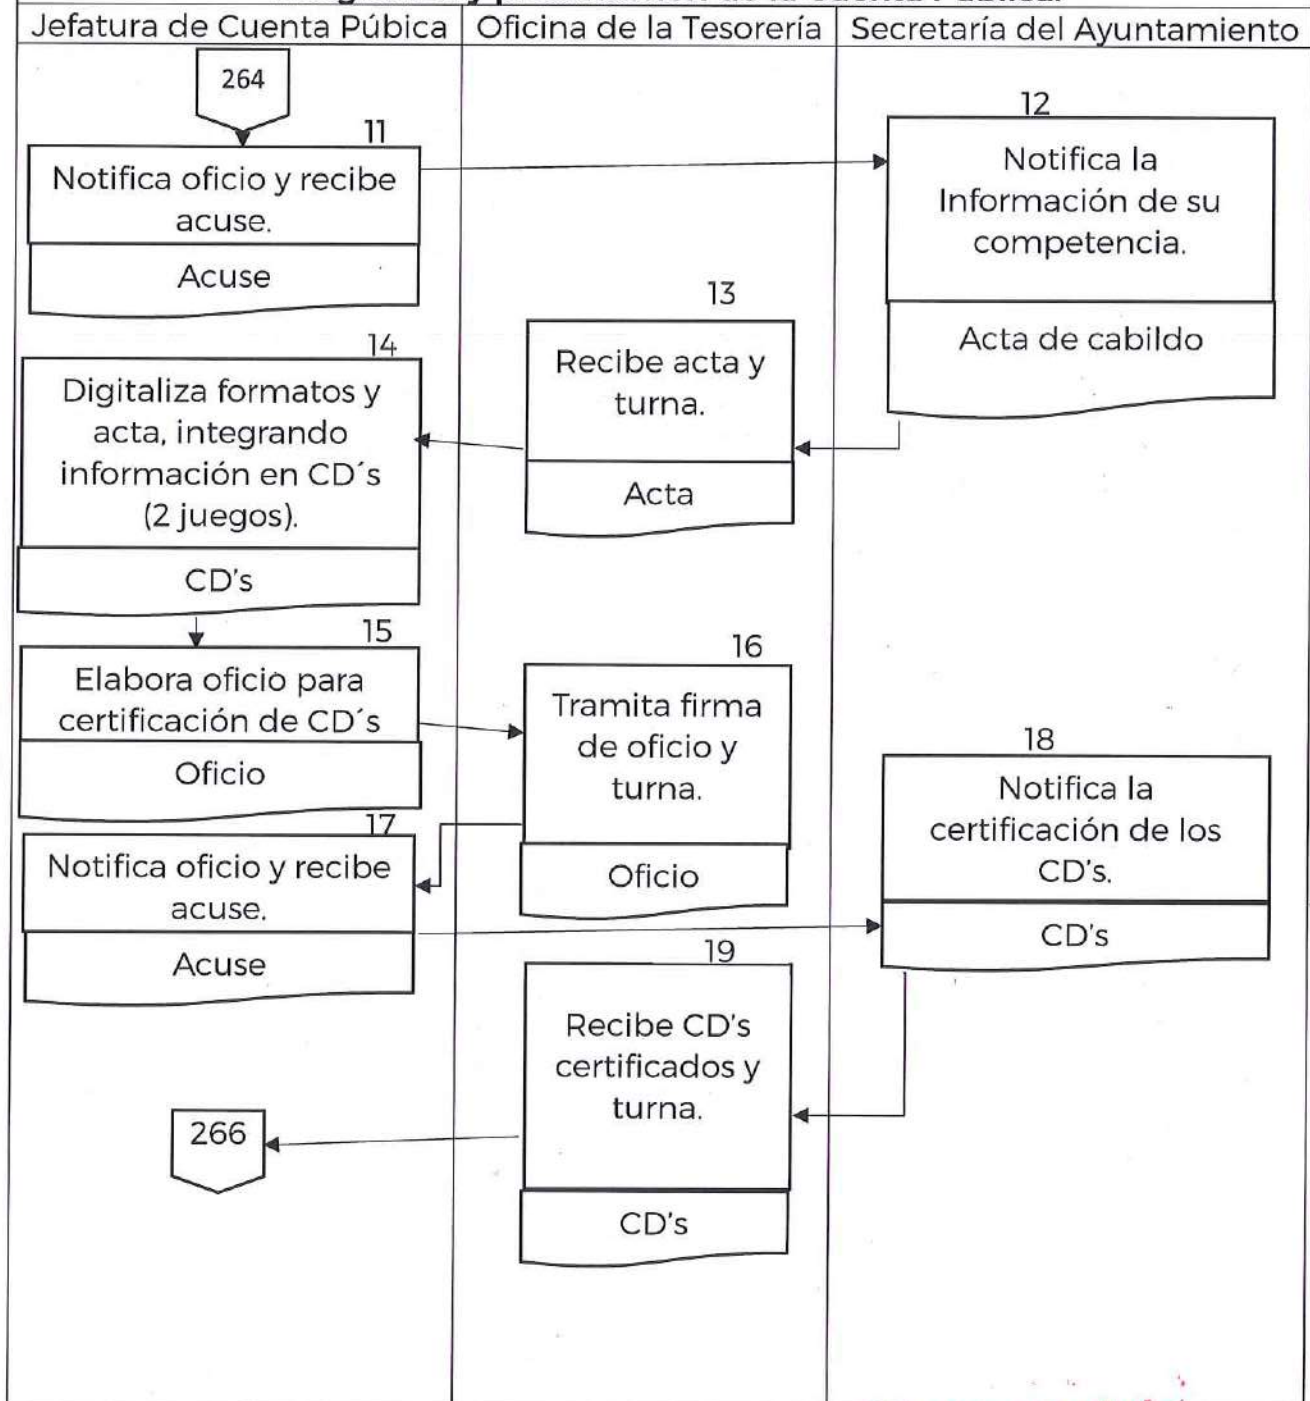 Jefatura de Cuenta Púbica
Oficina de la Tesorería
Secretaría del Ayuntamiento
264
11
Notifica oficio y recibe
acuse.
Acuse
12
Notifica la
Información de su
competencia.
Acta de cabildo
13
Recibe acta y
turna.
Acta
14
Digitaliza formatos y
acta, integrando
información en CD´s
(2 juegos).
CD's
15
Elabora oficio para
certificación de CD´s
Oficio
16
Tramita firma
de oficio y
turna.
Oficio
17
Notifica oficio y recibe
acuse.
Acuse
18
Notifica la
certificación de los
CD's.
CD's
19
Recibe CD's
certificados y
turna.
CD's
266